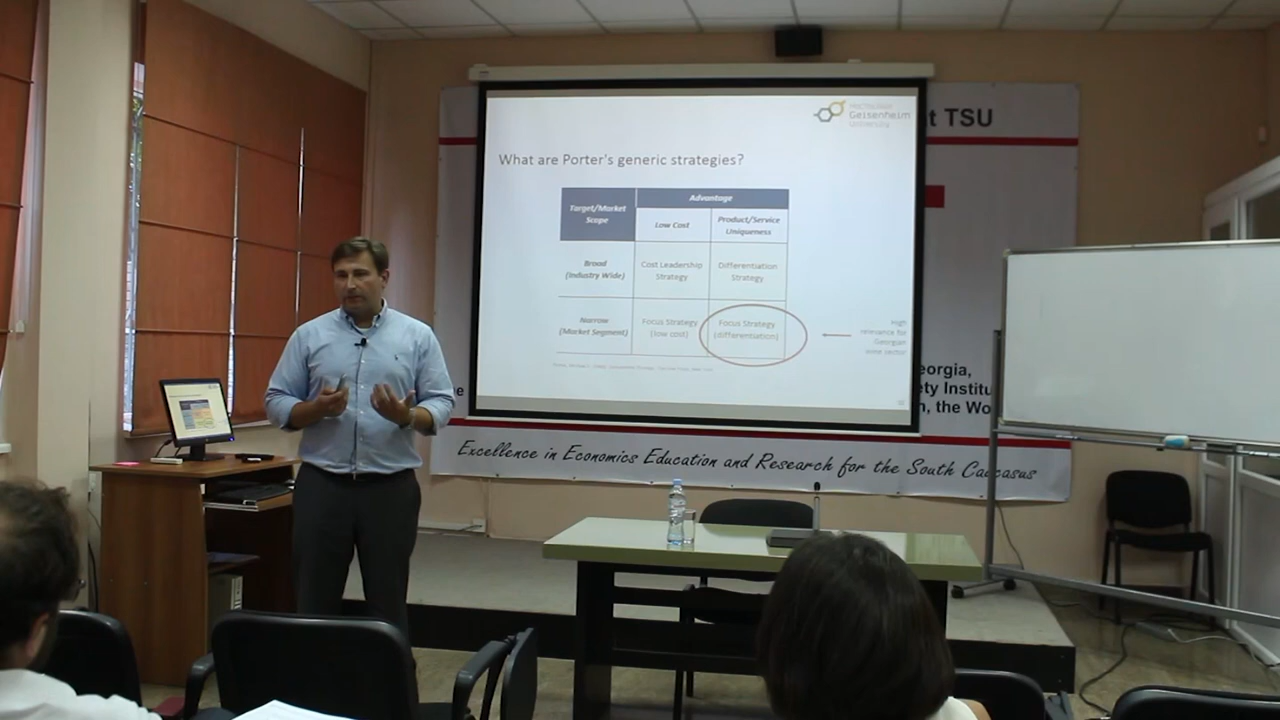 HOCHSCHULE
Geisenheim
UNIVERSITY
t TSU
What are Porter's generic strategies?
Target/Market
Scope
Advantage
Low Cost
Product/Service
Uniqueness
Broad
(Industry Wide)
Cost Leadership
Strategy
Differentiation
Strategy
Narrow
(Market Segment)
Focus Strategy
(low cost)
Focus Strategy
(differentiation)
High
relevance for
Georgian
wine sector
eorgia,
ety Institu
n, the Wo
e
Excellence in Economics Education and Research for the South Caucasus